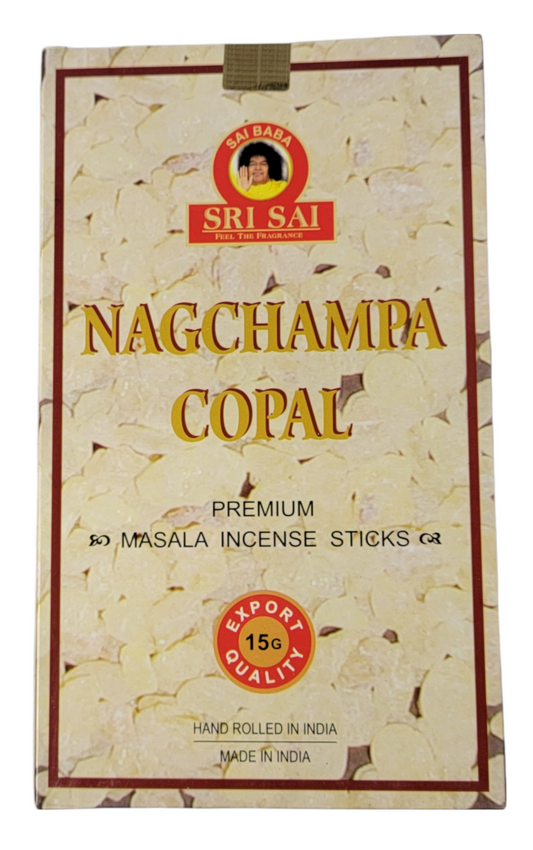 SAI BABA
SRI SAI
FEEL THE FRAGRANCE
NAGCHAMPA
COPAL
PREMIUM
MASALA INCENSE STICKS
EXPORT
15G
QUALITY
HAND ROLLED IN INDIA
MADE IN INDIA